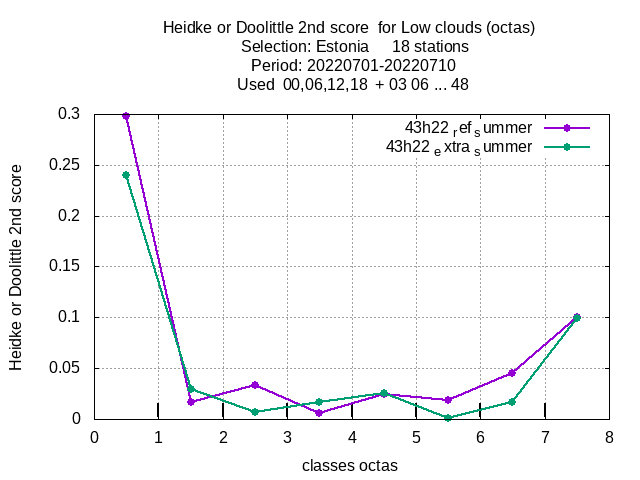 Heidke or Doolittle 2nd score for Low clouds (octas)
Selection: Estonia 18 stations
Period: 20220701-20220710
Used 00,06,12,18 + 03 06 ... 48
43h22 ref summer
43h22 extra summer
Heidke or Doolittle 2nd score
0.3
0.25
0.2
0.15
0.1
0.05
0
0 1 2 3 4 5 6 7 8
classes octas